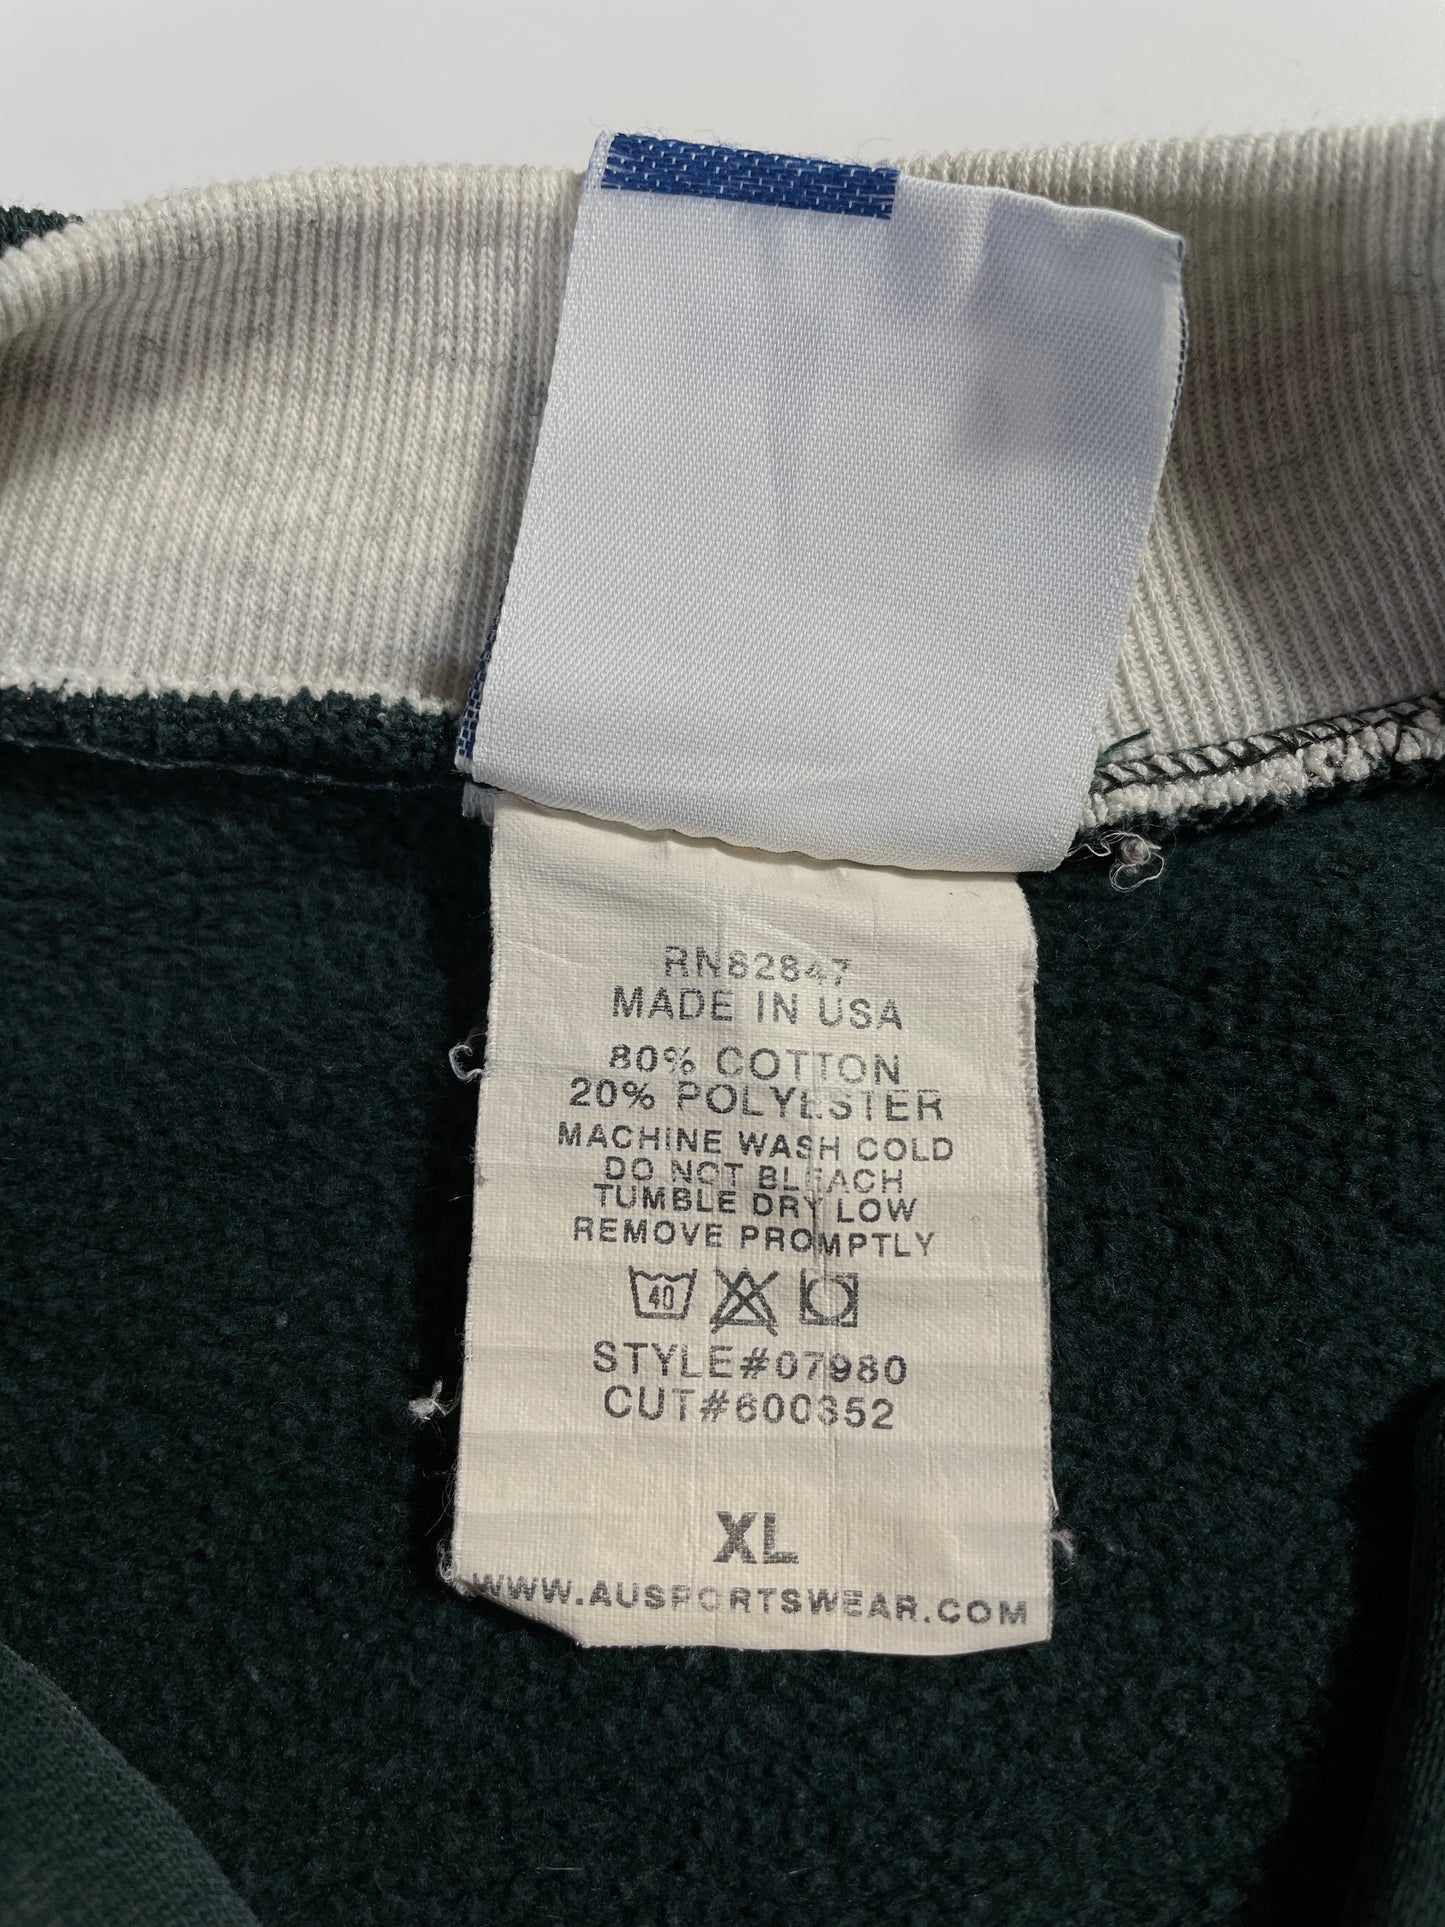 RN82847
MADE IN USA
80% COTTON
20% POLYESTER
MACHINE WASH COLD
DO NOT BLEACH
TUMBLE DRY LOW
REMOVE PROMPTLY
40
STYLE#07980
CUT#600352
XL
WWW.AUSPORTSWEAR.COM